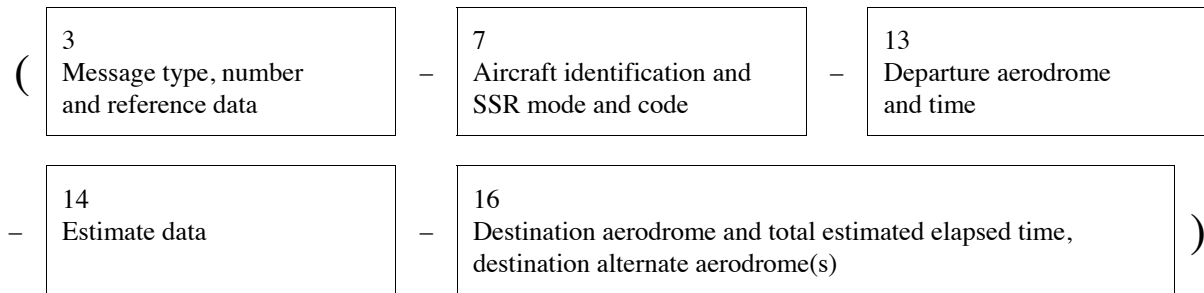 ( 3 7 13
Message type, number – Aircraft identification and – Departure aerodrome
and reference data SSR mode and code and time
14 16
– Estimate data – Destination aerodrome and total estimated elapsed time, )
destination alternate aerodrome(s)